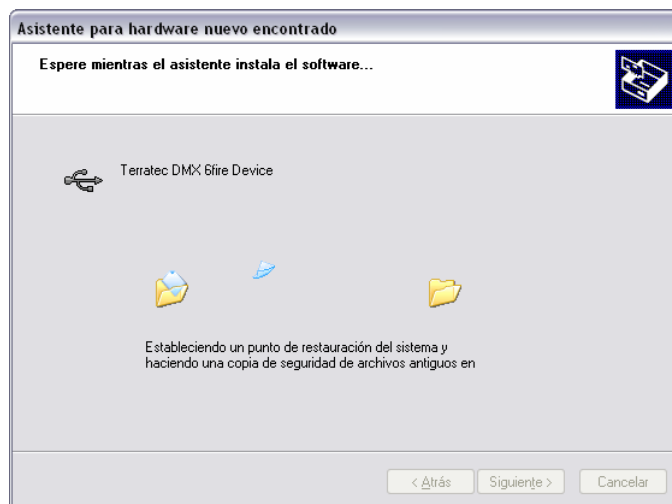 Asistente para hardware nuevo encontrado
Espere mientras el asistente instala el software...
Terratec DMX 6fire Device
Estableciendo un punto de restauración del sistema y
haciendo una copia de seguridad de archivos antiguos en
< Atrás
Siguiente >
Cancelar